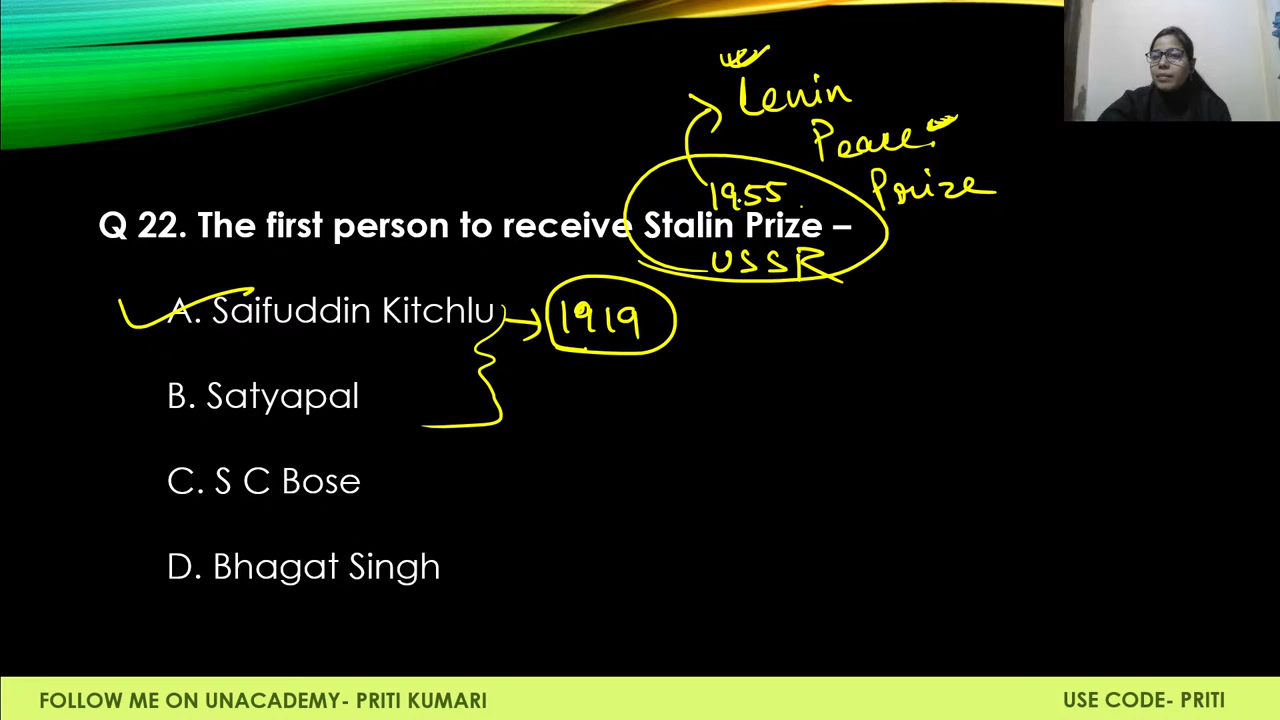 Lenin
Peace
Prize
1955
Q 22. The first person to receive Stalin Prize –
USSR
A. Saifuddin Kitchlu
1919
B. Satyapal
C. S C Bose
D. Bhagat Singh
FOLLOW ME ON UNACADEMY- PRITI KUMARI
USE CODE- PRITI